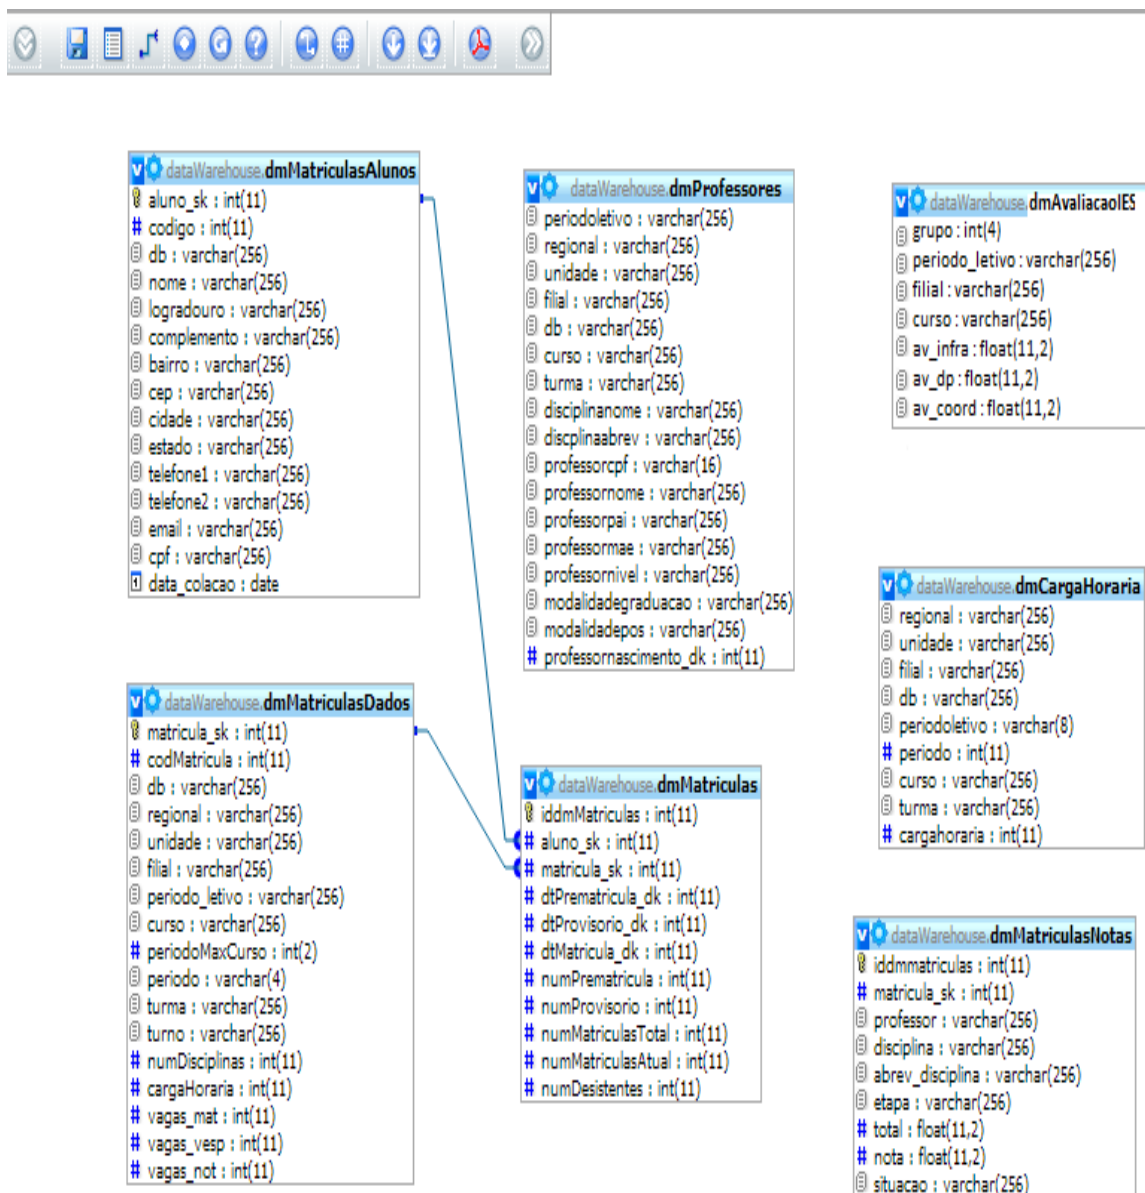 dataWarehouse.dmMatriculasAlunos
aluno_sk : int(11)
# codigo : int(11)
db : varchar(256)
nome : varchar(256)
logradouro : varchar(256)
complemento : varchar(256)
bairro : varchar(256)
cep : varchar(256)
cidade : varchar(256)
estado : varchar(256)
telefone1 : varchar(256)
telefone2 : varchar(256)
email : varchar(256)
cpf : varchar(256)
data_colacao : date
dataWarehouse.dmProfessores
periodoletivo : varchar(256)
regional : varchar(256)
unidade : varchar(256)
filial : varchar(256)
db : varchar(256)
curso : varchar(256)
turma : varchar(256)
disciplinanome : varchar(256)
discplinaabrev : varchar(256)
professorcpf : varchar(16)
professornome : varchar(256)
professorpai : varchar(256)
professormae : varchar(256)
professornivel : varchar(256)
modalidadegraduacao : varchar(256)
modalidadepos : varchar(256)
# professornascimento_dk : int(11)
dataWarehouse.dmAvaliacaoIES
grupo : int(4)
periodo_letivo : varchar(256)
filial : varchar(256)
curso : varchar(256)
av_infra : float(11,2)
av_dp : float(11,2)
av_coord : float(11,2)
dataWarehouse.dmCargaHoraria
regional : varchar(256)
unidade : varchar(256)
filial : varchar(256)
db : varchar(256)
periodoletivo : varchar(8)
# periodo : int(11)
curso : varchar(256)
turma : varchar(256)
# cargahoraria : int(11)
dataWarehouse.dmMatriculasDados
matricula_sk : int(11)
# codMatricula : int(11)
db : varchar(256)
regional : varchar(256)
unidade : varchar(256)
filial : varchar(256)
periodo_letivo : varchar(256)
curso : varchar(256)
# periodoMaxCurso : int(2)
periodo : varchar(4)
turma : varchar(256)
turno : varchar(256)
# numDisciplinas : int(11)
# cargaHoraria : int(11)
# vagas_mat : int(11)
# vagas_vesp : int(11)
# vagas_not : int(11)
dataWarehouse.dmMatriculas
iddmMatriculas : int(11)
# aluno_sk : int(11)
# matricula_sk : int(11)
# dtPrematricula_dk : int(11)
# dtProvisorio_dk : int(11)
# dtMatricula_dk : int(11)
# numPrematricula : int(11)
# numProvisorio : int(11)
# numMatriculasTotal : int(11)
# numMatriculasAtual : int(11)
# numDesistentes : int(11)
dataWarehouse.dmMatriculasNotas
iddmmatriculas : int(11)
# matricula_sk : int(11)
professor : varchar(256)
disciplina : varchar(256)
abrev_disciplina : varchar(256)
etapa : varchar(256)
# total : float(11,2)
# nota : float(11,2)
situacao : varchar(256)